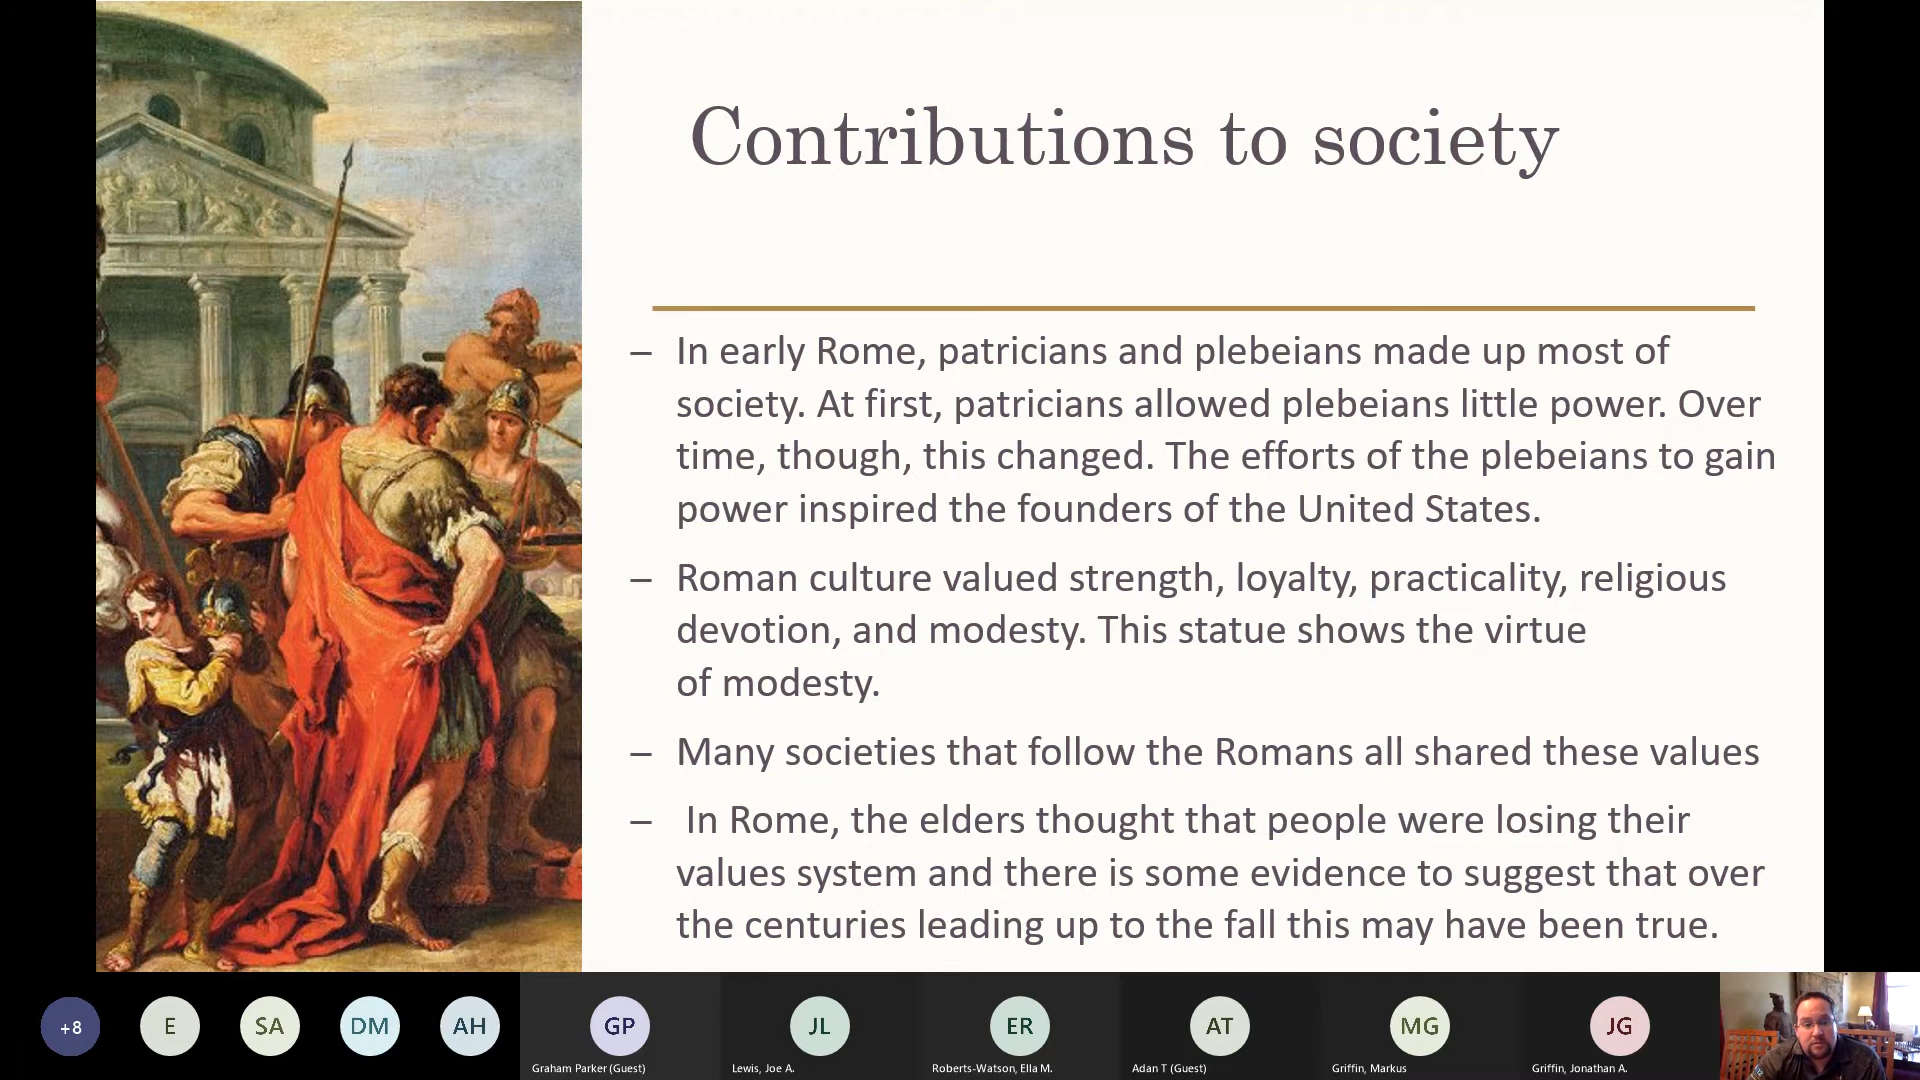 Contributions to society
– In early Rome, patricians and plebeians made up most of
society. At first, patricians allowed plebeians little power. Over
time, though, this changed. The efforts of the plebeians to gain
power inspired the founders of the United States.
– Roman culture valued strength, loyalty, practicality, religious
devotion, and modesty. This statue shows the virtue
of modesty.
– Many societies that follow the Romans all shared these values
– In Rome, the elders thought that people were losing their
values system and there is some evidence to suggest that over
the centuries leading up to the fall this may have been true.
+8 E SA DM AH GP JL ER AT MG JG
Graham Parker (Guest) Lewis, Joe A. Roberts-Watson, Ella M. Adan T (Guest) Griffin, Markus Griffin, Jonathan A.